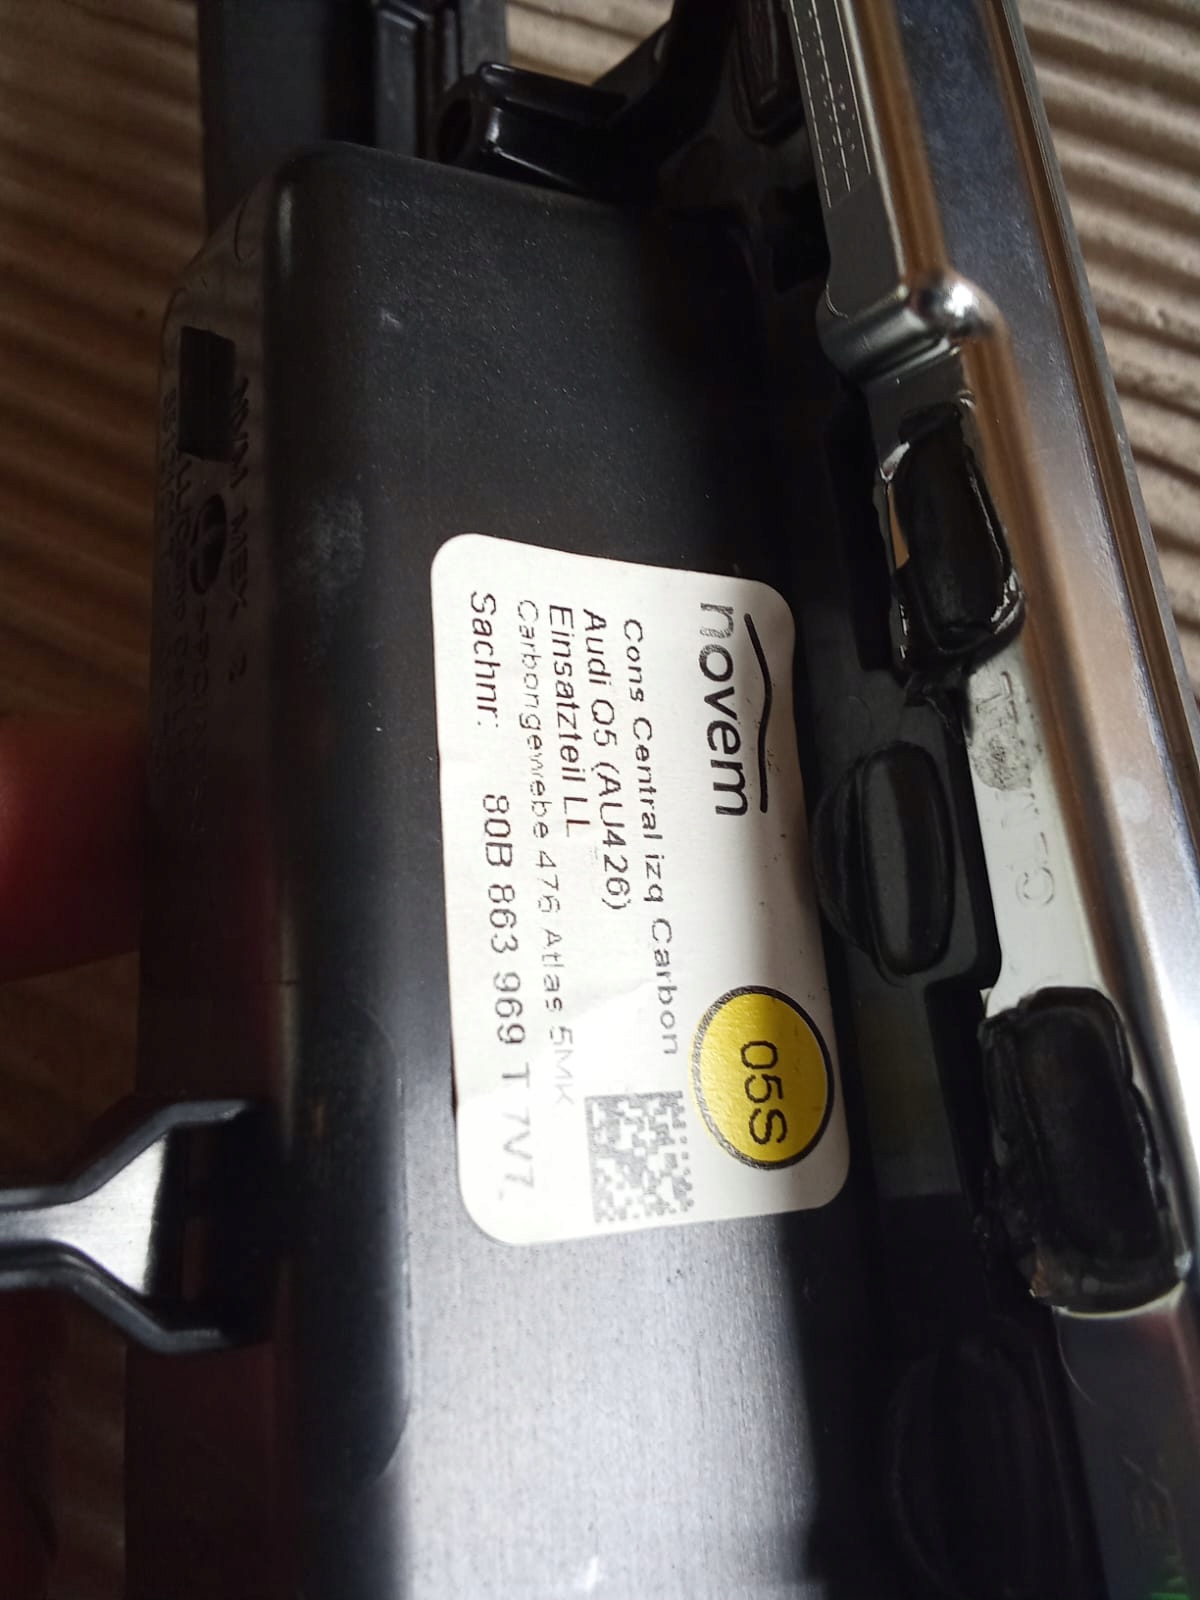 novem
05S
Cons Central izq Carbon
Audi Q5 (AU426)
Einsatzteil LL
Carbongewebe 476 Atlas 5MK
Sachnr: 80B 863 969 T 7V7